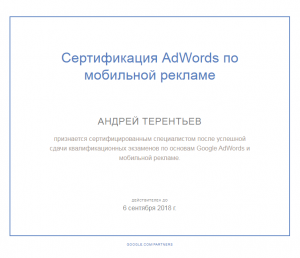 Сертификация AdWords по
мобильной рекламе
АНДРЕЙ ТЕРЕНТЬЕВ
признается сертифицированным специалистом после успешной
сдачи квалификационных экзаменов по основам Google AdWords и
мобильной рекламе.
ДЕЙСТВИТЕЛЕН ДО
6 сентября 2018 г.
GOOGLE.COM/PARTNERS